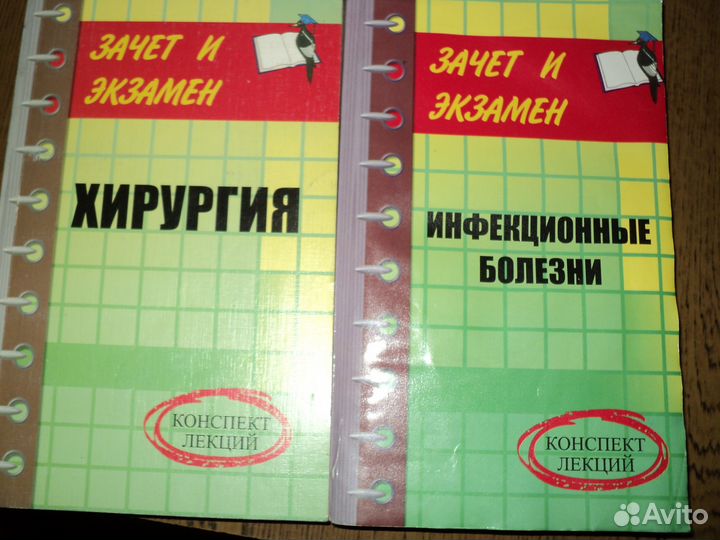 ЗАЧЕТ И
ЭКЗАМЕН
ХИРУРГИЯ
КОНСПЕКТ
ЛЕКЦИЙ
ЗАЧЕТ И
ЭКЗАМЕН
ИНФЕКЦИОННЫЕ
БОЛЕЗНИ
КОНСПЕКТ
ЛЕКЦИЙ
Avito